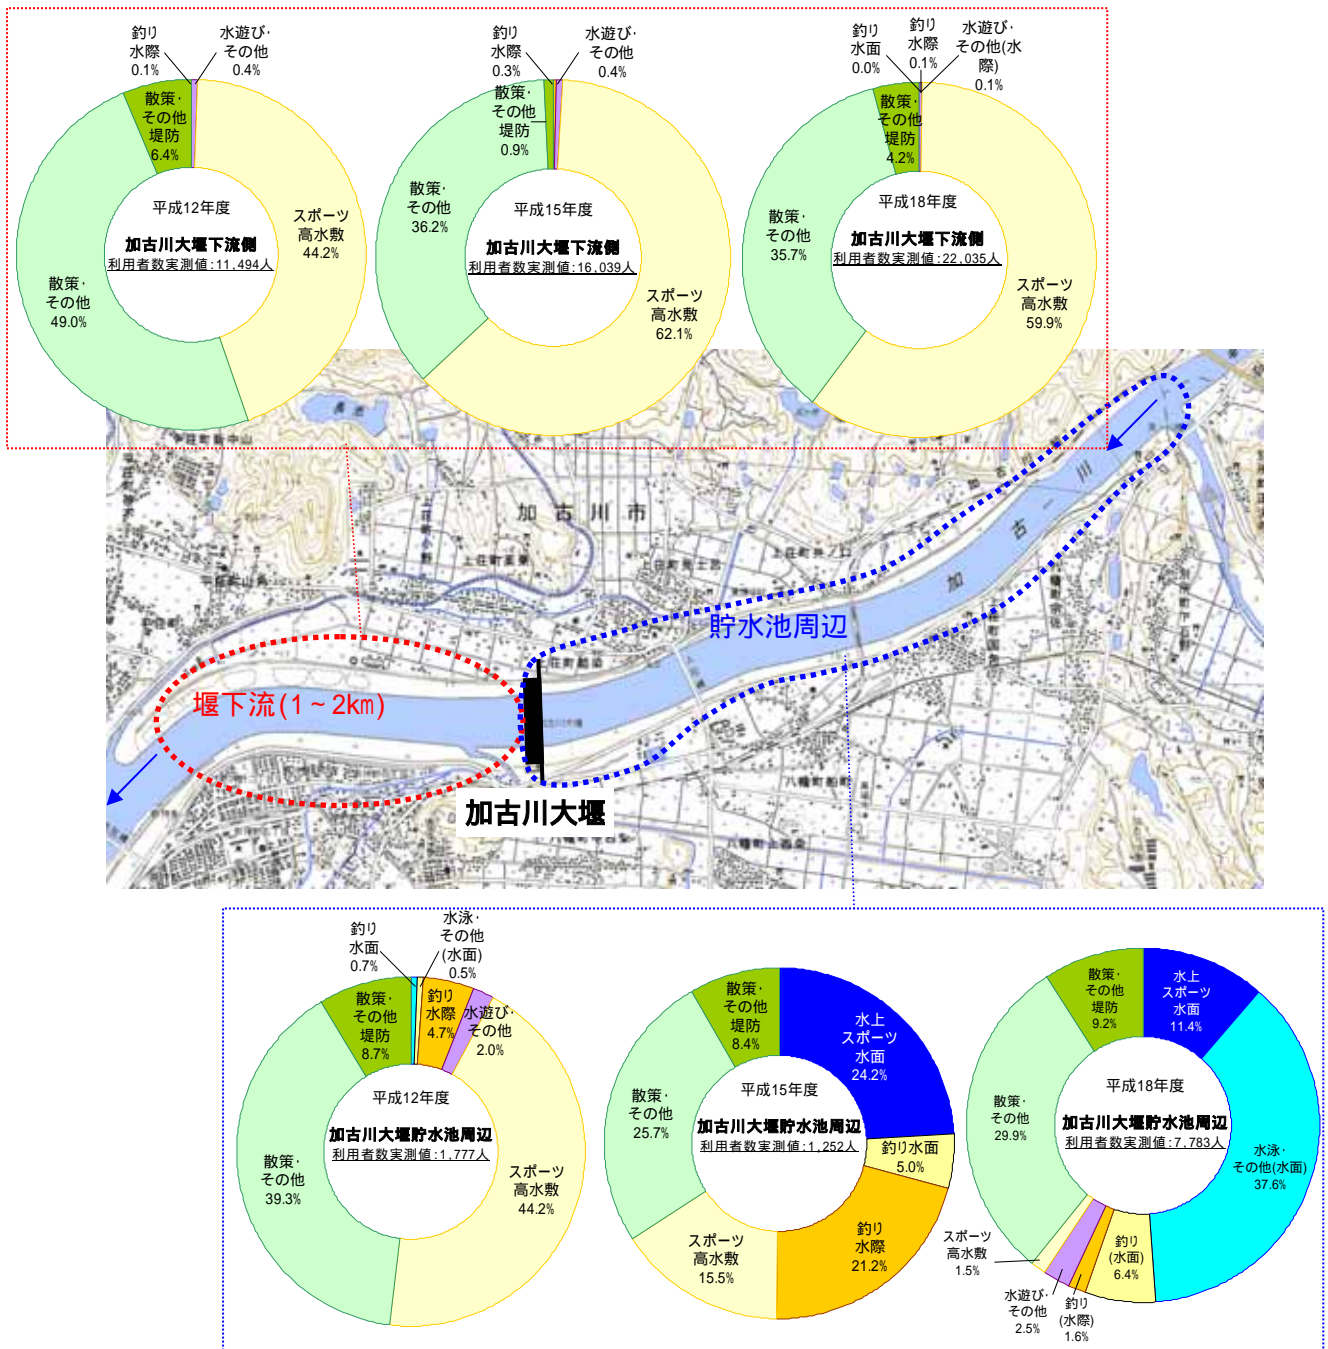 釣り
水際
0.1%
水遊び・
その他
0.4%
散策・
その他
堤防
6.4%
スポーツ
高水敷
44.2%
散策・
その他
49.0%
平成12年度
加古川大堰下流側
利用者数実測値:11,494人
釣り
水際
0.3%
水遊び・
その他
0.4%
散策・
その他
堤防
0.9%
散策・
その他
36.2%
スポーツ
高水敷
62.1%
平成15年度
加古川大堰下流側
利用者数実測値:16,039人
釣り
水面
0.0%
釣り
水際
0.1%
水遊び・
その他(水
際)
0.1%
散策・
その他
堤防
4.2%
散策・
その他
35.7%
スポーツ
高水敷
59.9%
平成18年度
加古川大堰下流側
利用者数実測値:22,035人
加古川市
加古川
貯水池周辺
堰下流(1~2km)
加古川大堰
釣り
水面
0.7%
水泳・
その他
(水面)
0.5%
釣り
水際
4.7%
水遊び・
その他
2.0%
散策・
その他
堤防
8.7%
散策・
その他
39.3%
スポーツ
高水敷
44.2%
平成12年度
加古川大堰貯水池周辺
利用者数実測値:1,777人
散策・
その他
堤防
8.4%
水上
スポーツ
水面
24.2%
釣り水面
5.0%
釣り
水際
21.2%
スポーツ
高水敷
15.5%
散策・
その他
25.7%
平成15年度
加古川大堰貯水池周辺
利用者数実測値:1,252人
散策・
その他
堤防
9.2%
水上
スポーツ
水面
11.4%
水泳・
その他(水面)
37.6%
釣り
(水面)
6.4%
釣り
(水際)
1.6%
水遊び・
その他
2.5%
スポーツ
高水敷
1.5%
散策・
その他
29.9%
平成18年度
加古川大堰貯水池周辺
利用者数実測値:7,783人